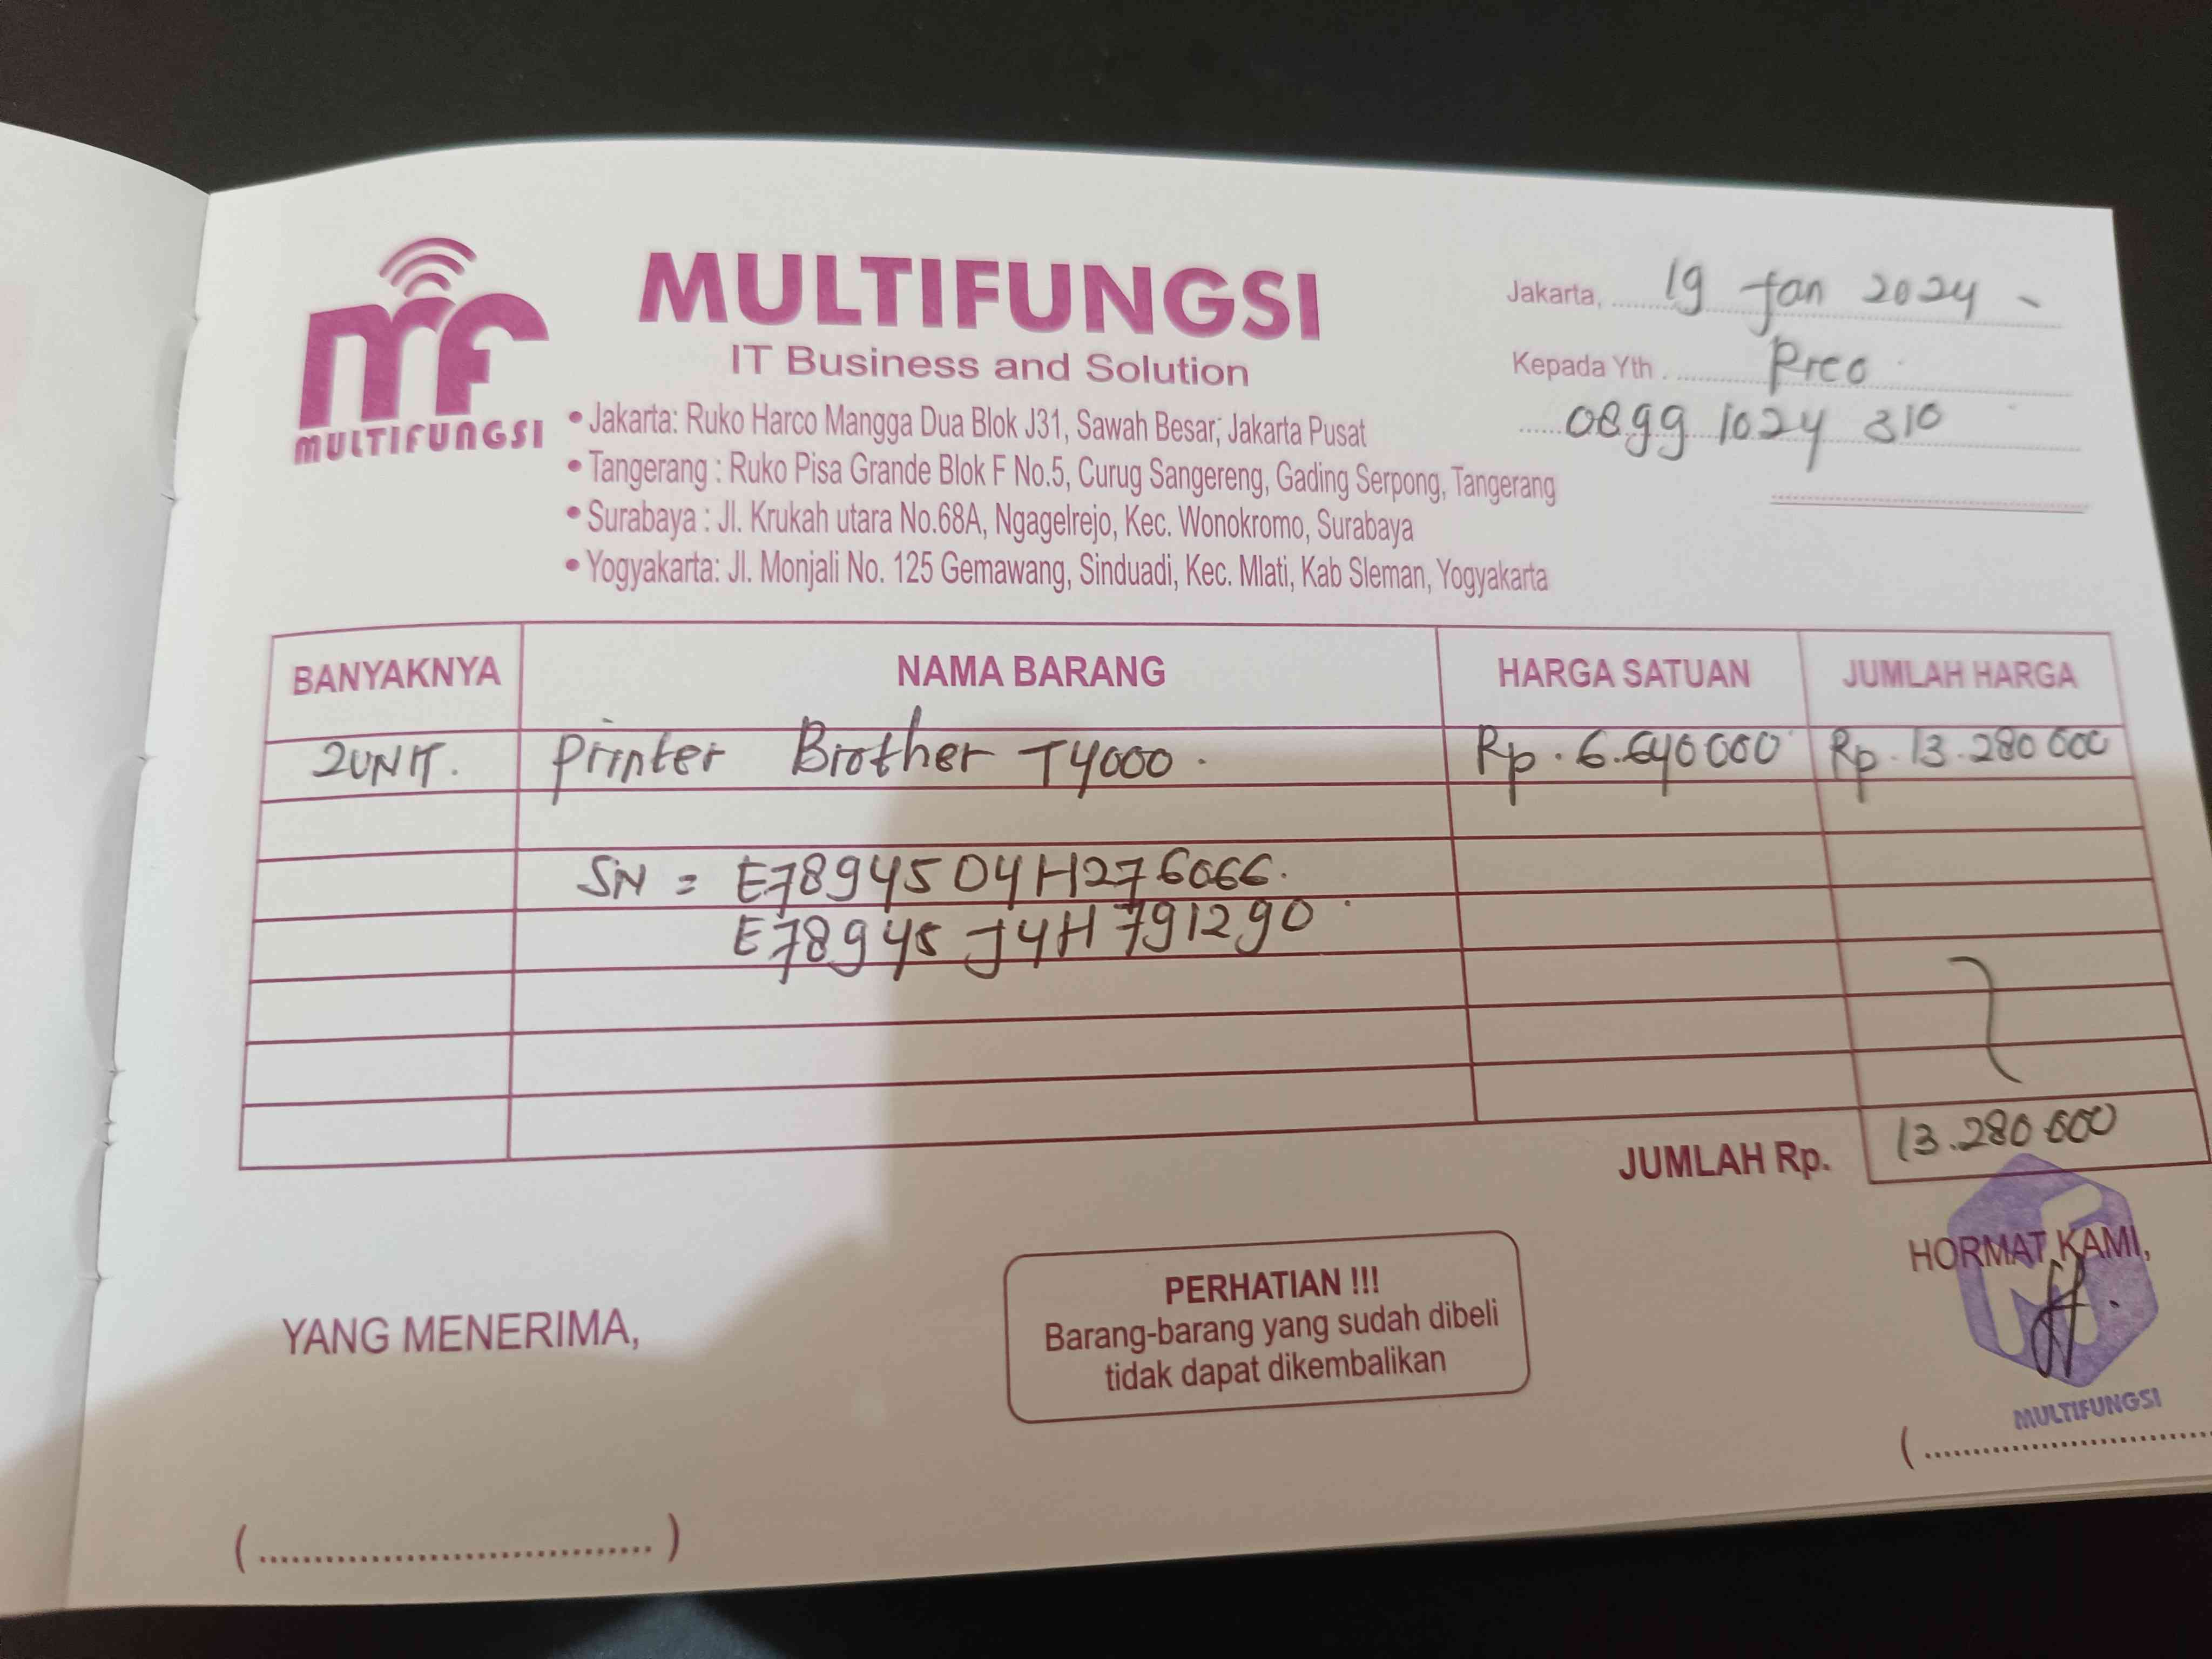 mf
MULTIFUNGSI
MULTIFUNGSI
IT Business and Solution
• Jakarta: Ruko Harco Mangga Dua Blok J31, Sawah Besar, Jakarta Pusat
• Tangerang : Ruko Pisa Grande Blok F No.5, Curug Sangereng, Gading Serpong, Tangerang
• Surabaya : Jl. Krukah utara No.68A, Ngagelrejo, Kec. Wonokromo, Surabaya
• Yogyakarta: Jl. Monjali No. 125 Gemawang, Sinduadi, Kec. Mlati, Kab Sleman, Yogyakarta
Jakarta, 19 Jan 2024
Kepada Yth. Prco
0899 1024 310
BANYAKNYA NAMA BARANG HARGA SATUAN JUMLAH HARGA
2UNIT. Printer Brother T4000. Rp. 6.640000 Rp. 13.280 000
SN = E78945D4H276066.
E78945J4H791290
JUMLAH Rp. 13.280 000
YANG MENERIMA,
PERHATIAN !!!
Barang-barang yang sudah dibeli
tidak dapat dikembalikan
HORMAT KAMI,
MULTIFUNGSI